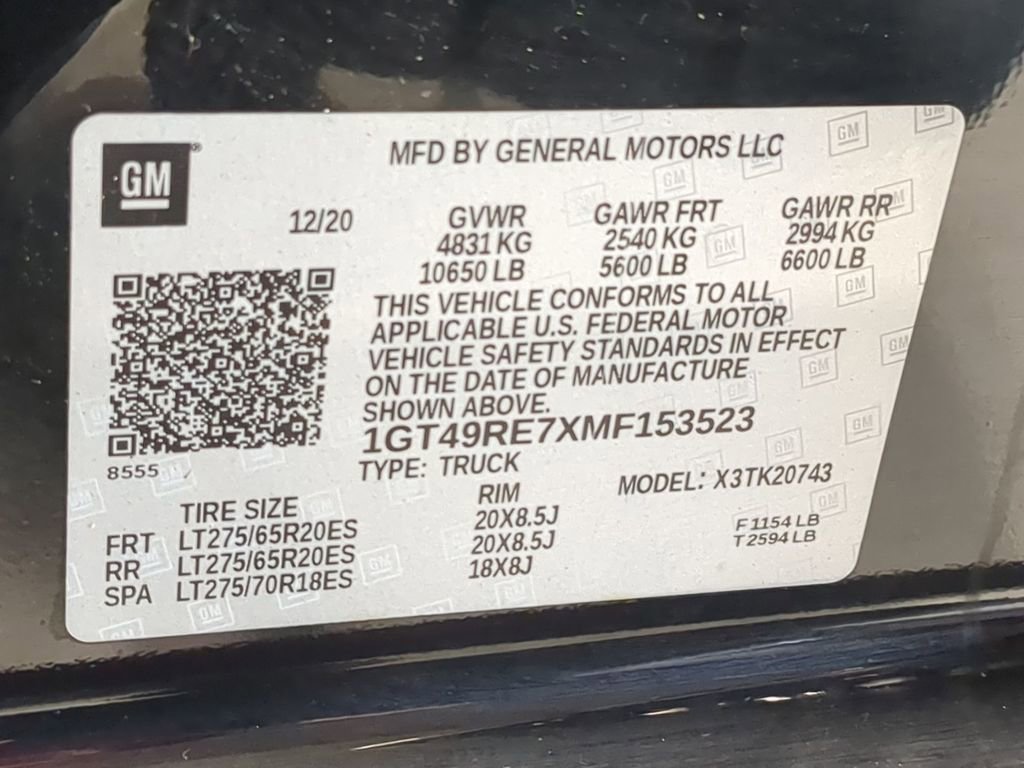 GM
MFD BY GENERAL MOTORS LLC
12/20 GVWR GAWR FRT GAWR RR
4831 KG 2540 KG 2994 KG
10650 LB 5600 LB 6600 LB
THIS VEHICLE CONFORMS TO ALL
APPLICABLE U.S. FEDERAL MOTOR
VEHICLE SAFETY STANDARDS IN EFFECT
ON THE DATE OF MANUFACTURE
SHOWN ABOVE.
1GT49RE7XMF153523
8555
TYPE: TRUCK MODEL: X3TK20743
TIRE SIZE RIM
FRT LT275/65R20ES 20X8.5J F1154 LB
RR LT275/65R20ES 20X8.5J T2594 LB
SPA LT275/70R18ES 18X8J